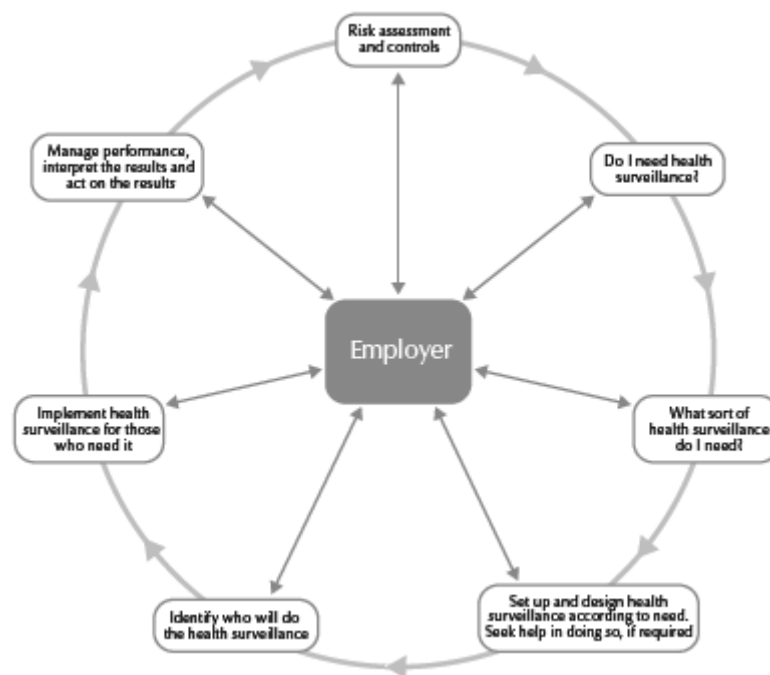 Risk assessment
and controls
Do I need health
surveillance?
What sort of
health surveillance
do I need?
Set up and design health
surveillance according to need.
Seek help in doing so, if required
Identify who will do
the health surveillance
Implement health
surveillance for those
who need it
Manage performance,
interpret the results and
act on the results
Employer